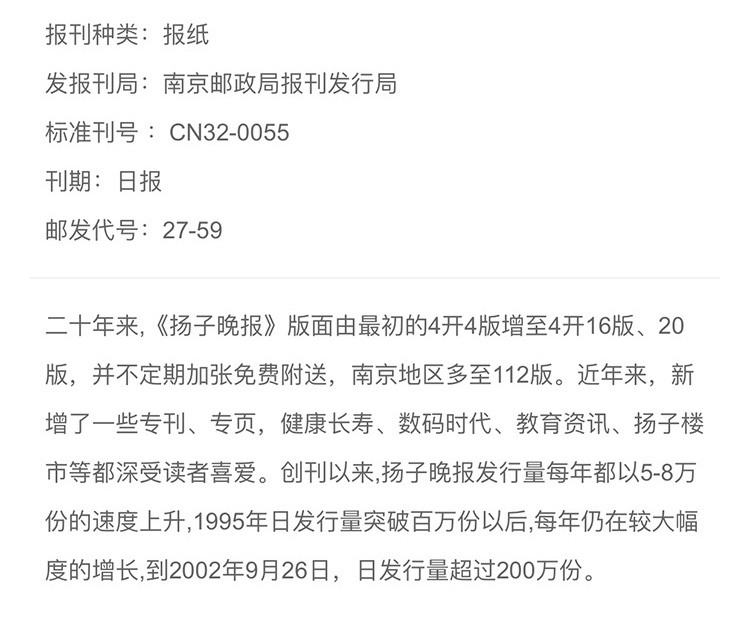 报刊种类：报纸
发报刊局：南京邮政局报刊发行局
标准刊号 ：CN32-0055
刊期：日报
邮发代号：27-59
二十年来,《扬子晚报》版面由最初的4开4版增至4开16版、20
版，并不定期加张免费附送，南京地区多至112版。近年来，新
增了一些专刊、专页，健康长寿、数码时代、教育资讯、扬子楼
市等都深受读者喜爱。创刊以来,扬子晚报发行量每年都以5-8万
份的速度上升,1995年日发行量突破百万份以后,每年仍在较大幅
度的增长,到2002年9月26日，日发行量超过200万份。